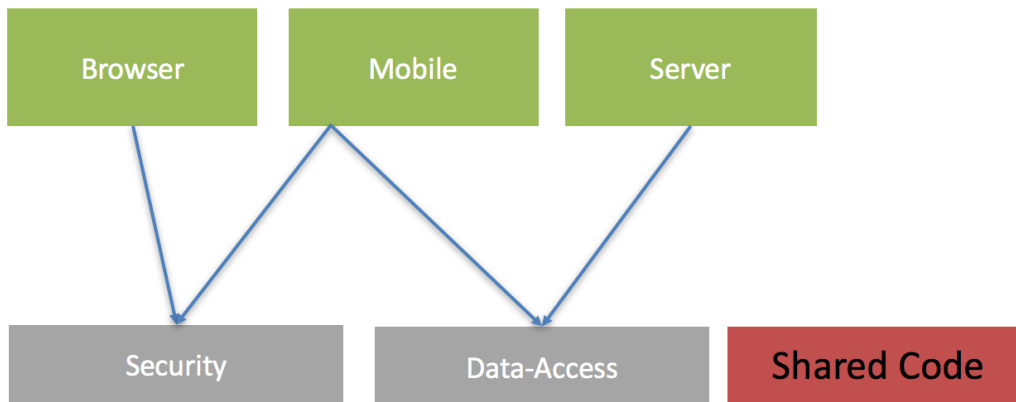 Browser
Mobile
Server
Security
Data-Access
Shared Code